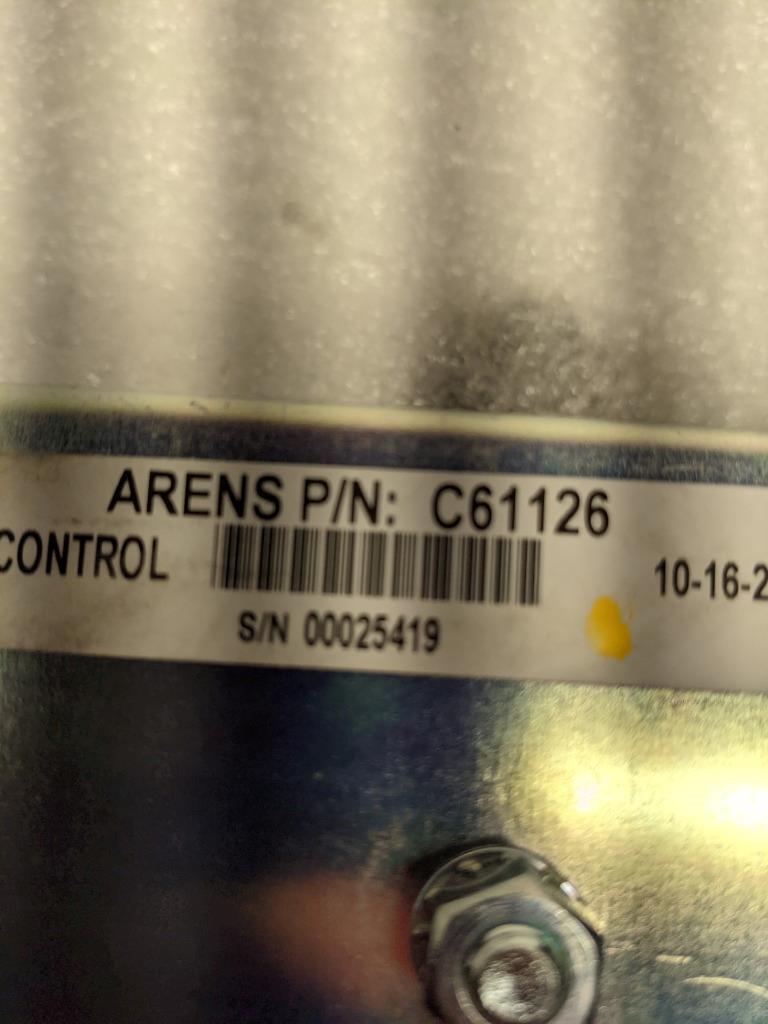 ARENS P/N: C61126
CONTROL 10-16-2
S/N 00025419